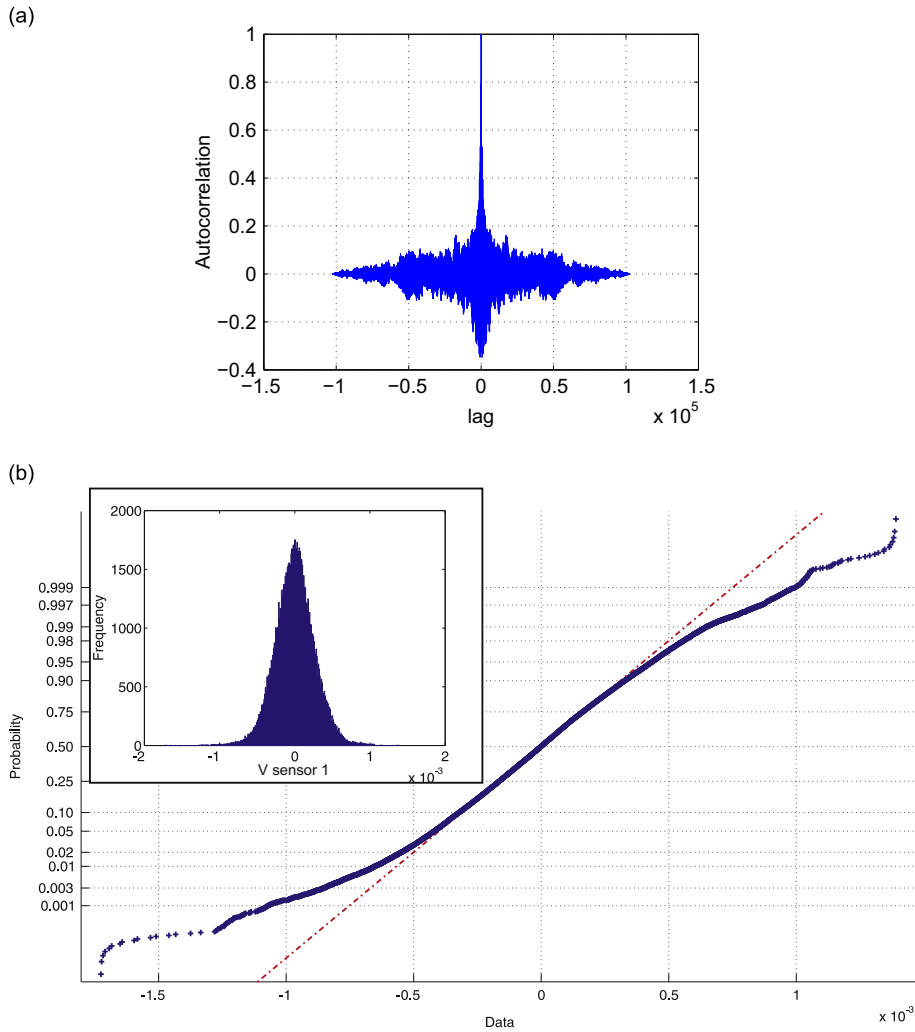 (a)
1
0.8
0.6
0.4
0.2
0
−0.2
−0.4
Autocorrelation
−1.5 −1 −0.5 0 0.5 1 1.5
lag
x 10^5
(b)
2000
1500
1000
500
0
Frequency
-2 -1 0 1 2
V sensor 1
x 10^-3
0.999
0.997
0.99
0.98
0.95
0.90
0.75
0.50
0.25
0.10
0.05
0.02
0.01
0.003
0.001
Probability
-1.5 -1 -0.5 0 0.5 1
Data
x 10^-3